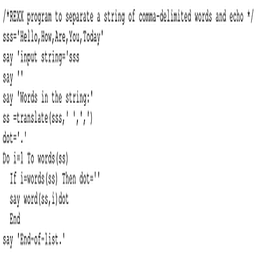 /*REXX program to separate a string of comma-delimited words and echo */
sss='Hello,How,Are,You,Today'
say 'input string='sss
say ''
say 'Words in the string:'
ss =translate(sss,' ',',')
dot='.'
Do i=1 To words(ss)
  If i=words(ss) Then dot=''
  say word(ss,i)dot
  End
say 'End-of-list.'